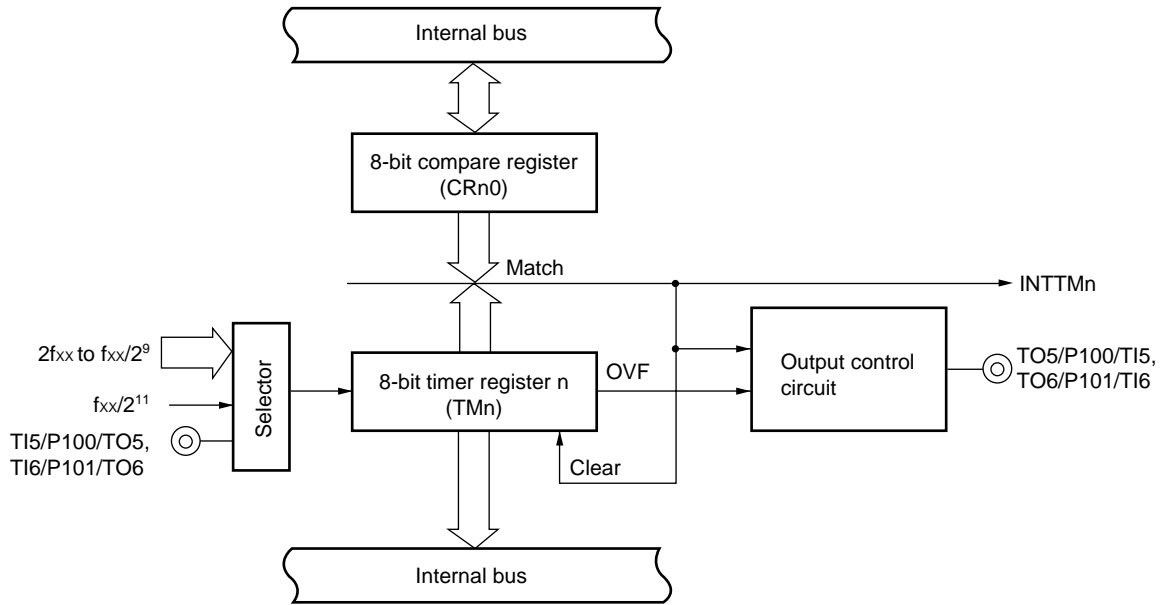 Internal bus
8-bit compare register
(CRn0)
Match
INTTMn
2fxx to fxx/2⁹
fxx/2¹¹
TI5/P100/TO5,
TI6/P101/TO6
Selector
8-bit timer register n
(TMn)
OVF
Clear
Output control
circuit
TO5/P100/TI5,
TO6/P101/TI6
Internal bus